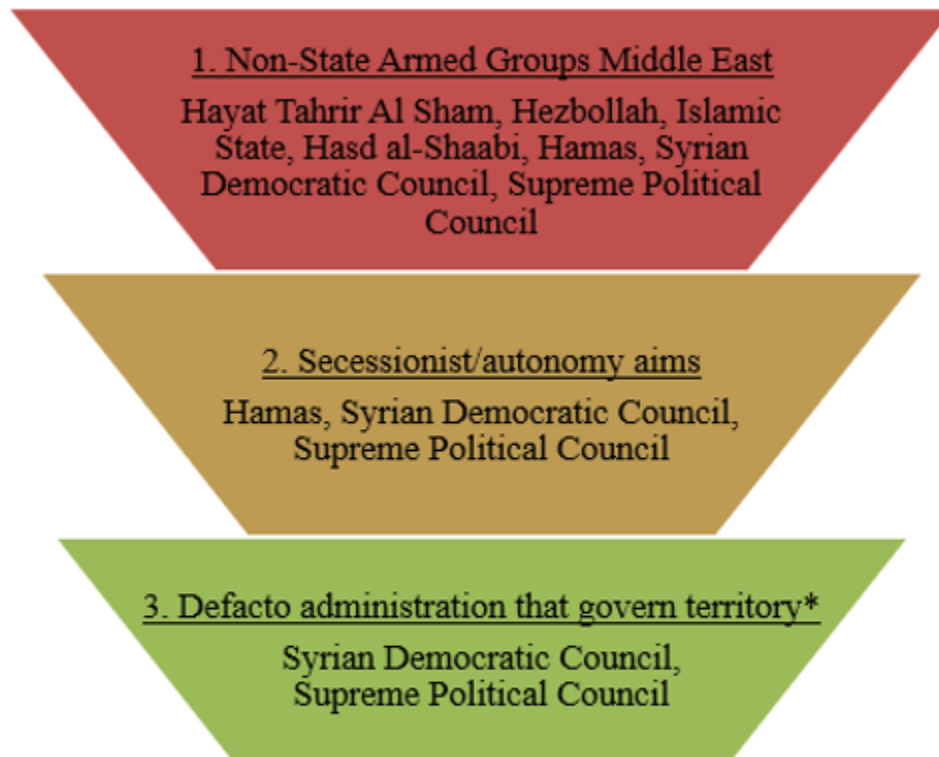 1. Non-State Armed Groups Middle East
Hayat Tahrir Al Sham, Hezbollah, Islamic
State, Hasd al-Shaabi, Hamas, Syrian
Democratic Council, Supreme Political
Council
2. Secessionist/autonomy aims
Hamas, Syrian Democratic Council,
Supreme Political Council
3. Defacto administration that govern territory*
Syrian Democratic Council,
Supreme Political Council